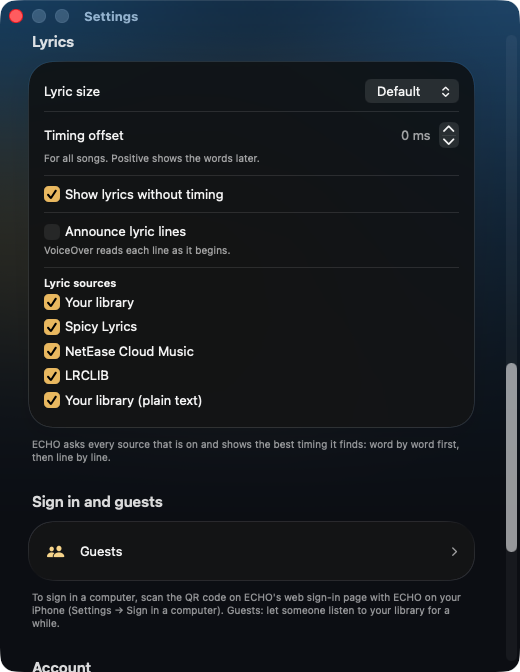 Settings
Lyrics
Lyric size
Default
Timing offset
0 ms
For all songs. Positive shows the words later.
Show lyrics without timing
Announce lyric lines
VoiceOver reads each line as it begins.
Lyric sources
Your library
Spicy Lyrics
NetEase Cloud Music
LRCLIB
Your library (plain text)
ECHO asks every source that is on and shows the best timing it finds: word by word first,
then line by line.
Sign in and guests
Guests
To sign in a computer, scan the QR code on ECHO's web sign-in page with ECHO on your
iPhone (Settings → Sign in a computer). Guests: let someone listen to your library for a
while.
Account